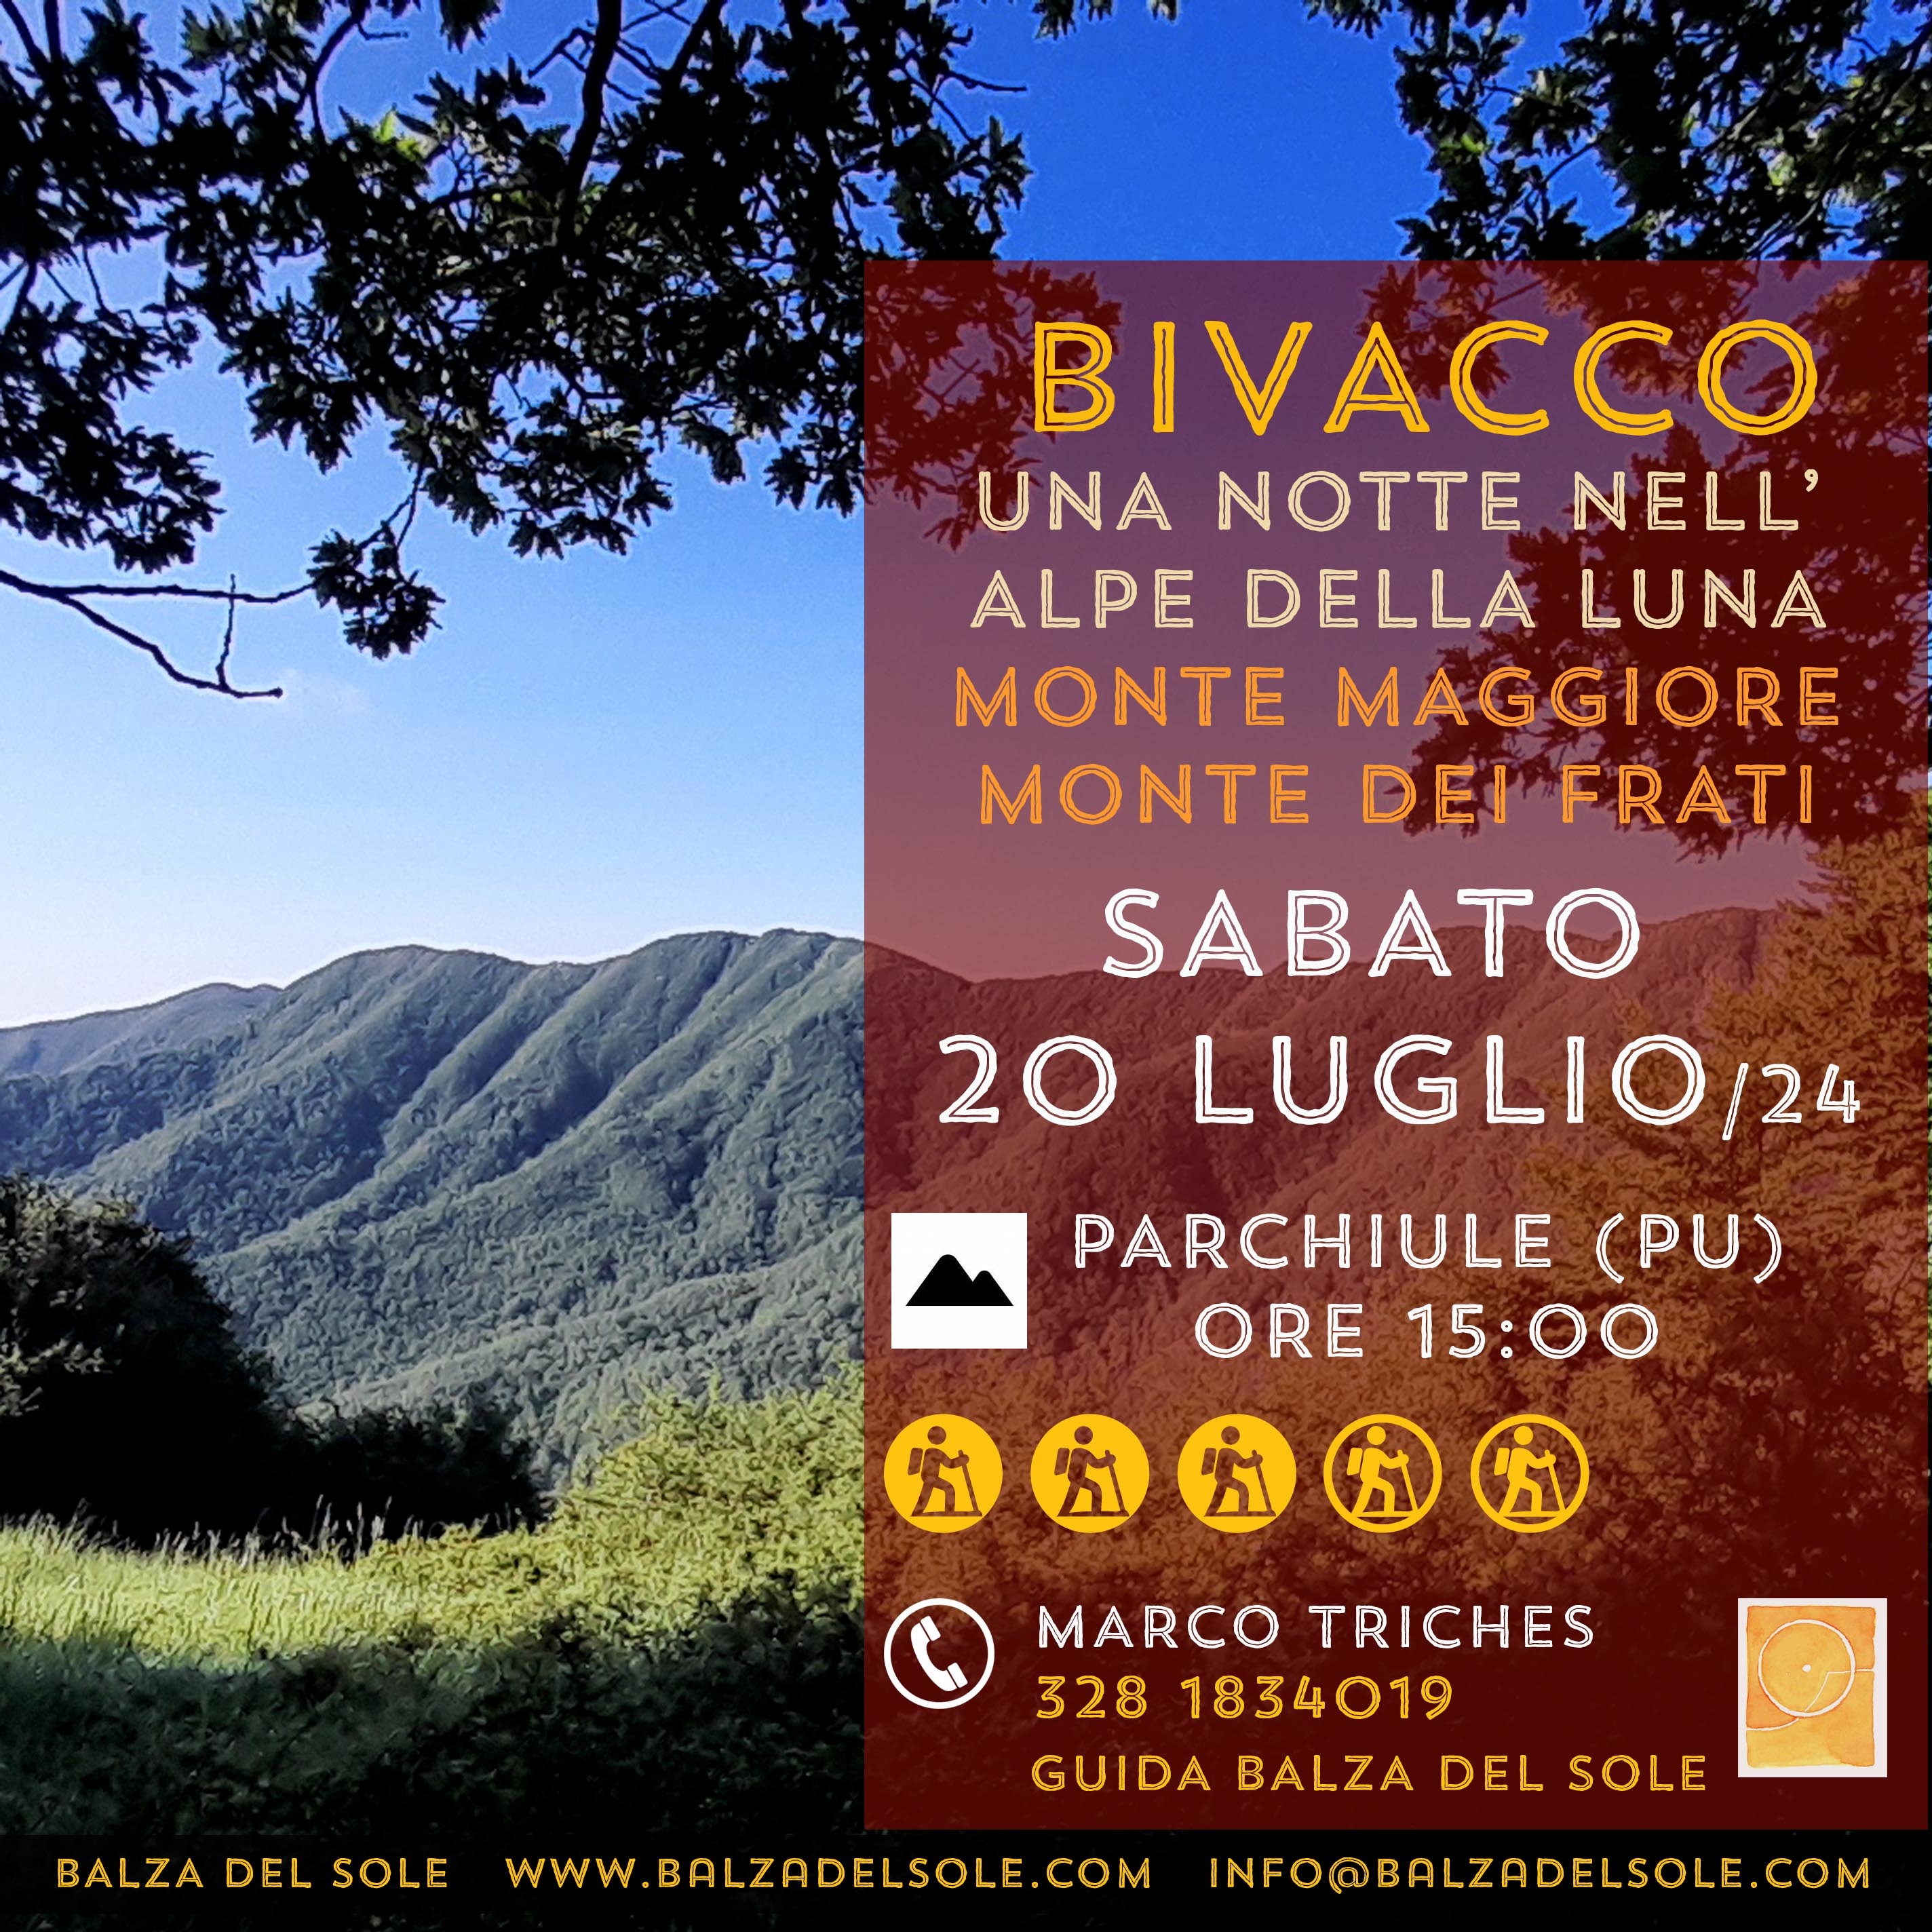 BIVACCO
UNA NOTTE NELL'
ALPE DELLA LUNA
MONTE MAGGIORE
MONTE DEI FRATI
SABATO
20 LUGLIO/24
PARCHIULE (PU)
ORE 15:00
MARCO TRICHES
328 1834019
GUIDA BALZA DEL SOLE
BALZA DEL SOLE WWW.BALZADELSOLE.COM INFO@BALZADELSOLE.COM